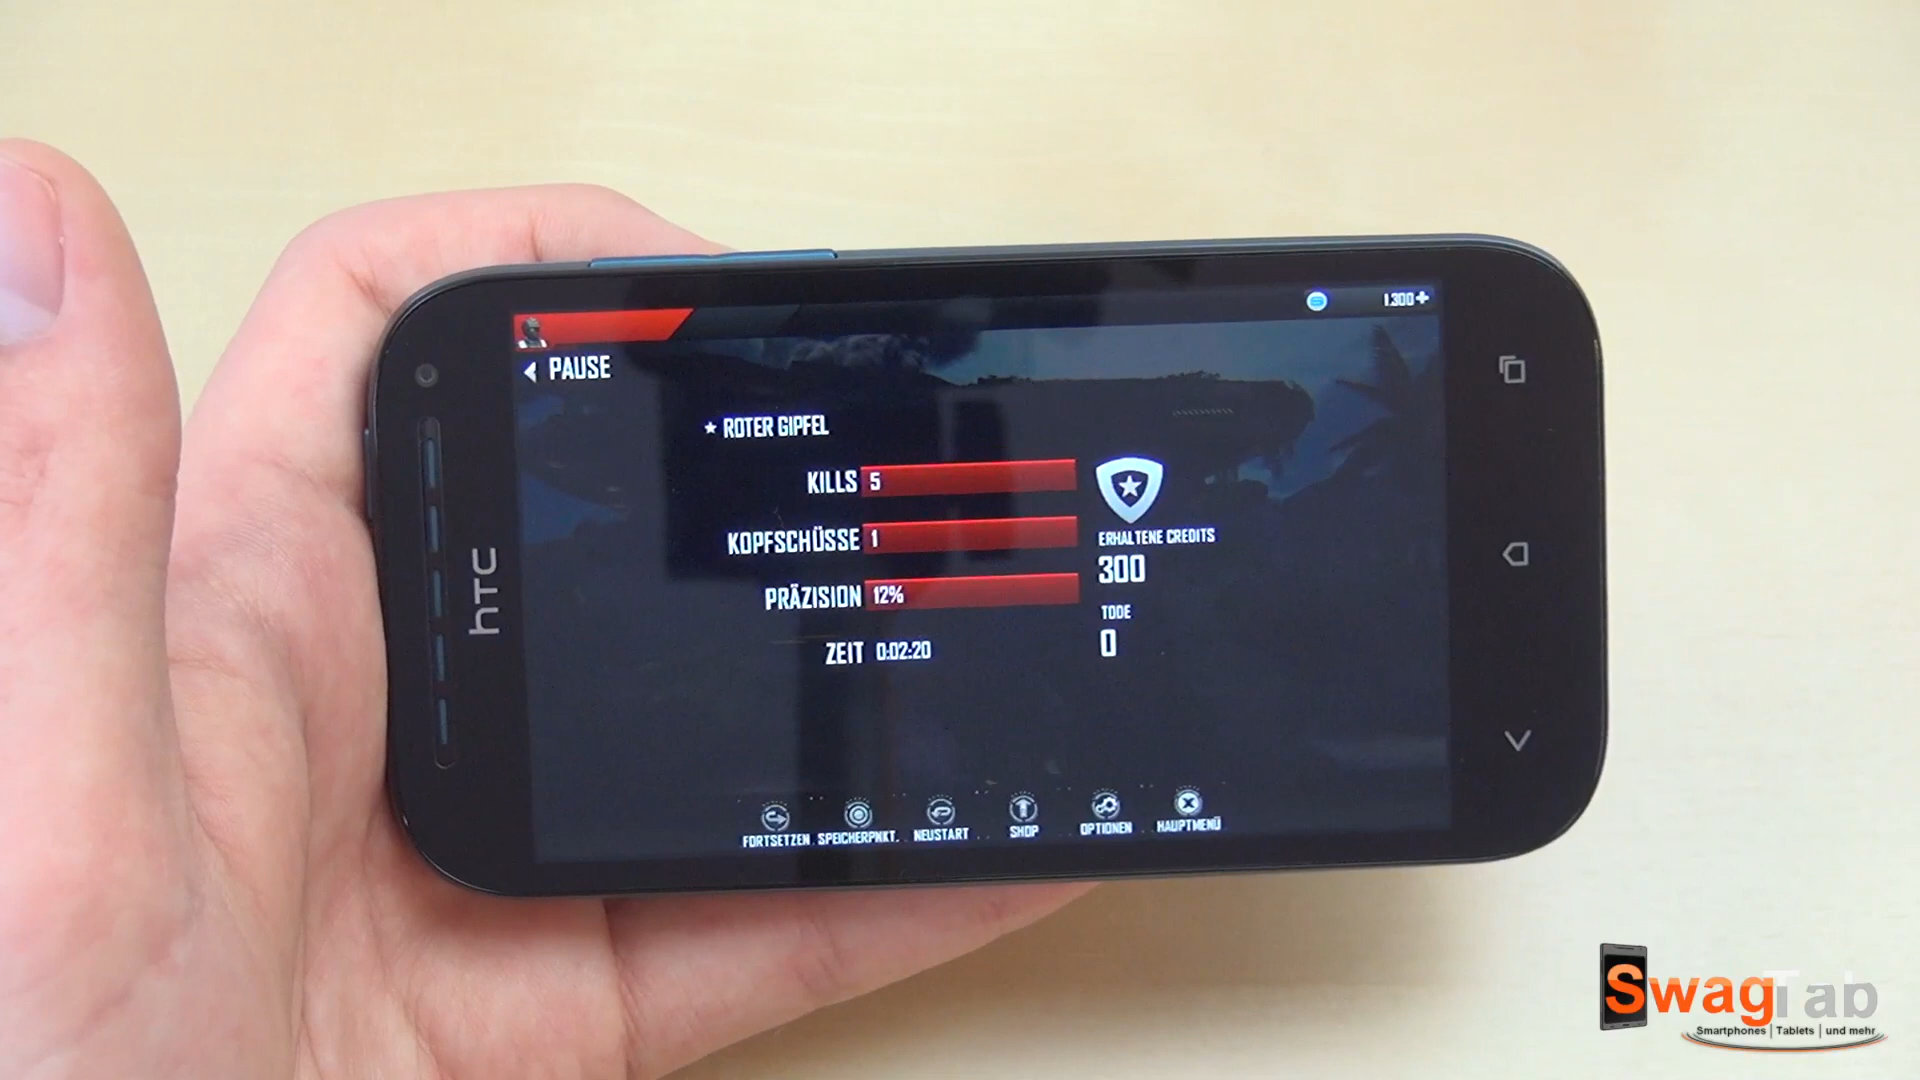 1.300+
PAUSE
ROTER GIPFEL
KILLS 5
KOPFSCHÜSSE 1
PRÄZISION 12%
ZEIT 0:02:20
ERHALTENE CREDITS
300
TODE
0
FORTSETZEN
SPEICHERPNKT.
NEUSTART
SHOP
OPTIONEN
HAUPTMENÜ
hTC
SwagTab
Smartphones | Tablets | und mehr